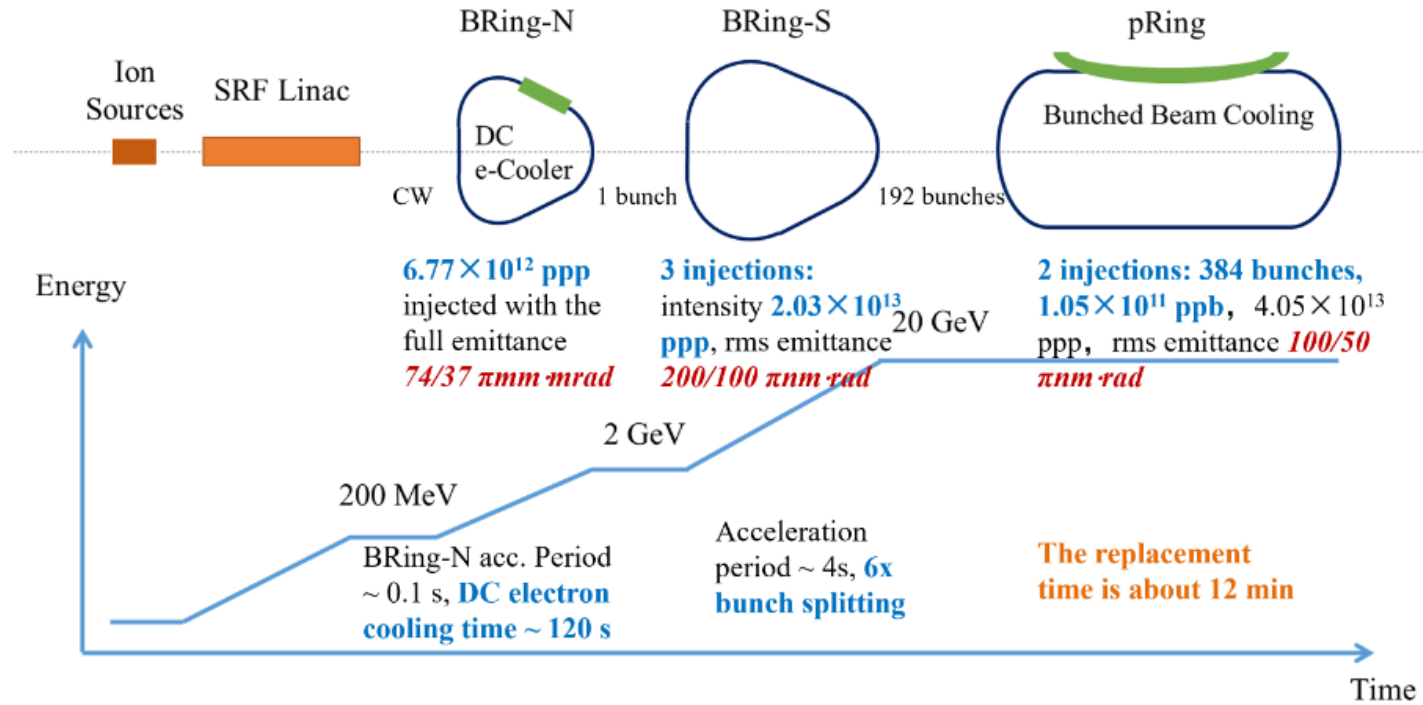 BRing-N
BRing-S
pRing
Ion
Sources
SRF Linac
DC
e-Cooler
Bunched Beam Cooling
CW
1 bunch
192 bunches
6.77×10¹² ppp
injected with the
full emittance
74/37 πmm·mrad
3 injections:
intensity 2.03×10¹³
ppp, rms emittance
200/100 πnm·rad
2 injections: 384 bunches,
1.05×10¹¹ ppb, 4.05×10¹³
ppp, rms emittance 100/50
πnm·rad
Energy
20 GeV
2 GeV
200 MeV
BRing-N acc. Period
~ 0.1 s, DC electron
cooling time ~ 120 s
Acceleration
period ~ 4s, 6x
bunch splitting
The replacement
time is about 12 min
Time